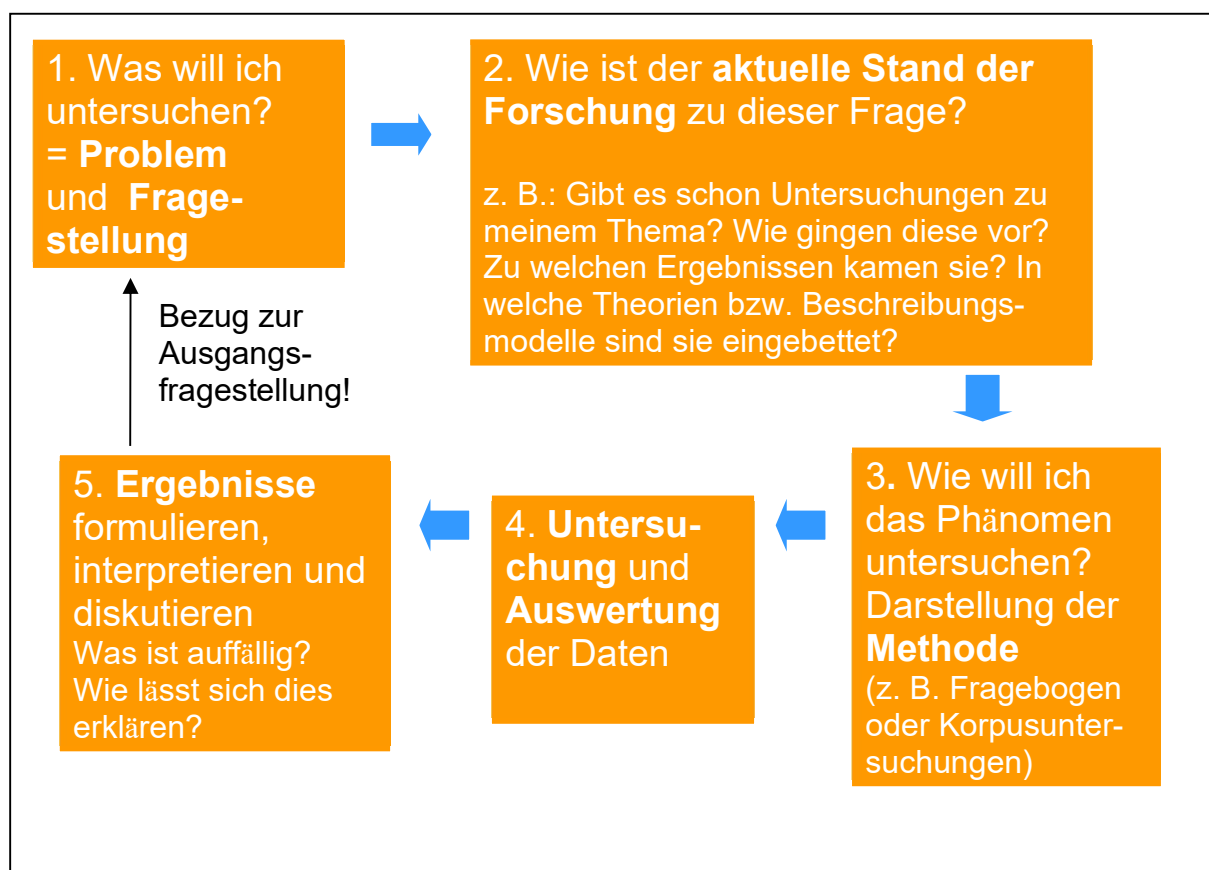 1. Was will ich
untersuchen?
= Problem
und Frage-
stellung
2. Wie ist der aktuelle Stand der
Forschung zu dieser Frage?
z. B.: Gibt es schon Untersuchungen zu
meinem Thema? Wie gingen diese vor?
Zu welchen Ergebnissen kamen sie? In
welche Theorien bzw. Beschreibungs-
modelle sind sie eingebettet?
3. Wie will ich
das Phänomen
untersuchen?
Darstellung der
Methode
(z. B. Fragebogen
oder Korpusunter-
suchungen)
4. Untersu-
chung und
Auswertung
der Daten
5. Ergebnisse
formulieren,
interpretieren und
diskutieren
Was ist auffällig?
Wie lässt sich dies
erklären?
Bezug zur
Ausgangs-
fragestellung!